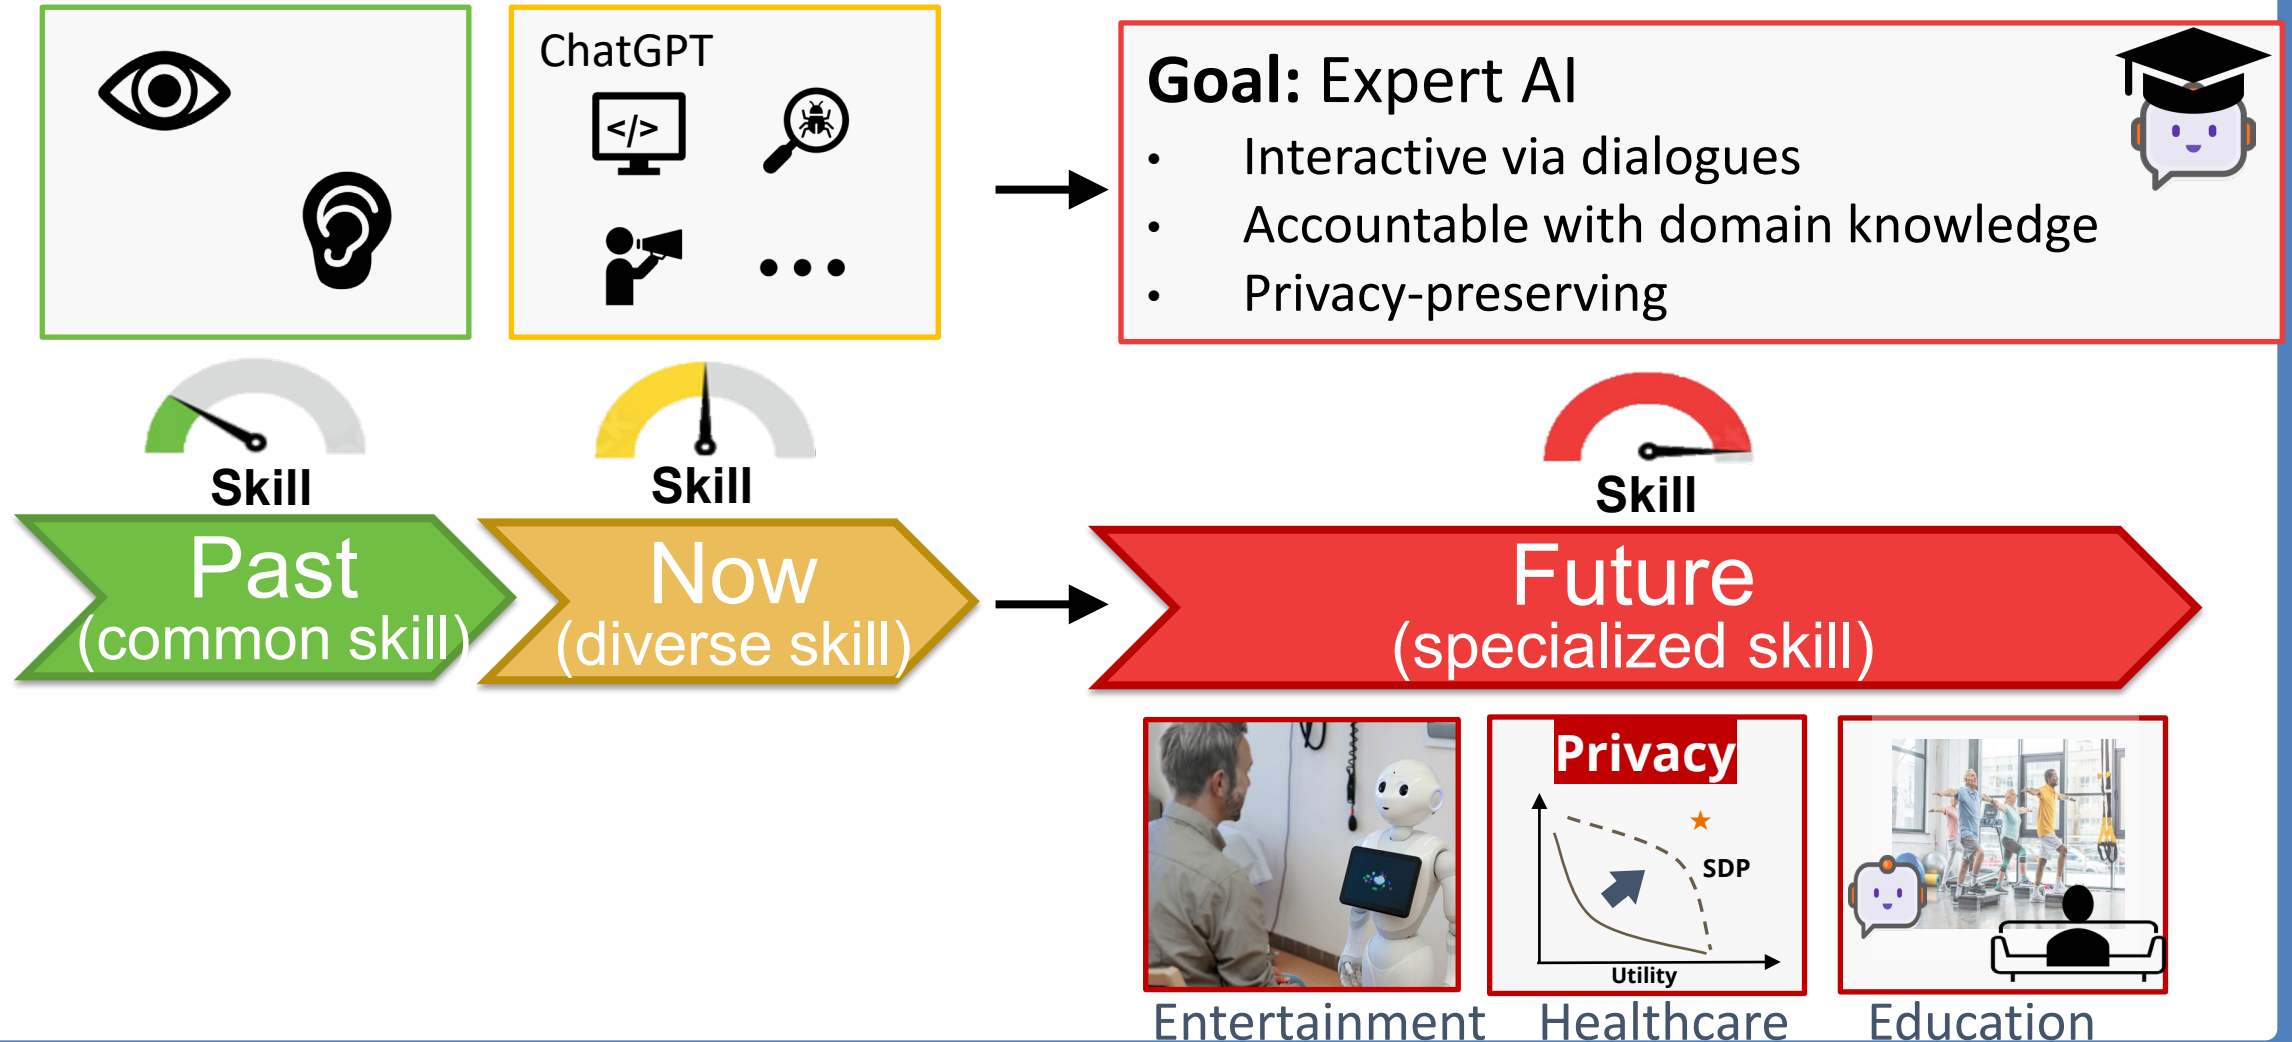 ChatGPT
</>
Goal: Expert AI
• Interactive via dialogues
• Accountable with domain knowledge
• Privacy-preserving
Skill
Skill
Skill
Past
(common skill)
Now
(diverse skill)
Future
(specialized skill)
Privacy
SDP
Utility
Entertainment
Healthcare
Education